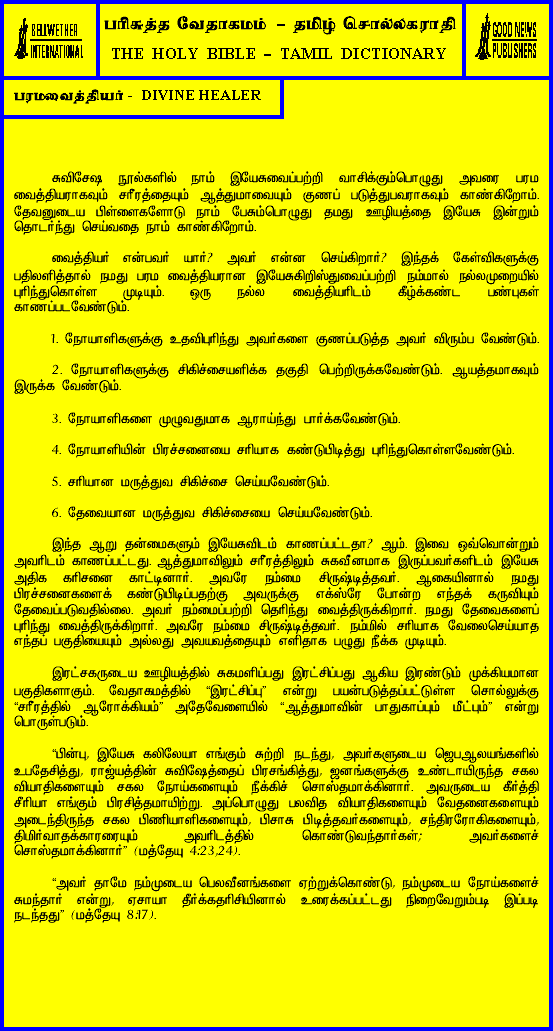 BELLWETHER
INTERNATIONAL
பரிசுத்த வேதாகமம் – தமிழ் சொல்லகராதி
THE HOLY BIBLE – TAMIL DICTIONARY
GOOD NEWS
PUBLISHERS
பரமவைத்தியர் - DIVINE HEALER
சுவிசேஷ நூல்களில் நாம் இயேசுவைப்பற்றி வாசிக்கும்பொழுது அவரை பரம
வைத்தியராகவும் சரீரத்தையும் ஆத்துமாவையும் குணப் படுத்துபவராகவும் காண்கிறோம்.
தேவனுடைய பிள்ளைகளோடு நாம் பேசும்பொழுது தமது ஊழியத்தை இயேசு இன்றும்
தொடர்ந்து செய்வதை நாம் காண்கிறோம்.
வைத்தியர் என்பவர் யார்? அவர் என்ன செய்கிறார்? இந்தக் கேள்விகளுக்கு
பதிலளித்தால் நமது பரம வைத்தியரான இயேசுகிறிஸ்துவைப்பற்றி நம்மால் நல்லமுறையில்
புரிந்துகொள்ள முடியும். ஒரு நல்ல வைத்தியரிடம் கீழ்க்கண்ட பண்புகள்
காணப்படவேண்டும்.
1. நோயாளிகளுக்கு உதவிபுரிந்து அவர்களை குணப்படுத்த அவர் விரும்ப வேண்டும்.
2. நோயாளிகளுக்கு சிகிச்சையளிக்க தகுதி பெற்றிருக்கவேண்டும். ஆயத்தமாகவும்
இருக்க வேண்டும்.
3. நோயாளிகளை முழுவதுமாக ஆராய்ந்து பார்க்கவேண்டும்.
4. நோயாளியின் பிரச்சனையை சரியாக கண்டுபிடித்து புரிந்துகொள்ளவேண்டும்.
5. சரியான மருத்துவ சிகிச்சை செய்யவேண்டும்.
6. தேவையான மருத்துவ சிகிச்சையை செய்யவேண்டும்.
இந்த ஆறு தன்மைகளும் இயேசுவிடம் காணப்பட்டதா? ஆம். இவை ஒவ்வொன்றும்
அவரிடம் காணப்பட்டது. ஆத்துமாவிலும் சரீரத்திலும் சுகவீனமாக இருப்பவர்களிடம் இயேசு
அதிக கரிசனை காட்டினார். அவரே நம்மை சிருஷ்டித்தவர். ஆகையினால் நமது
பிரச்சனைகளைக் கண்டுபிடிப்பதற்கு அவருக்கு எக்ஸ்ரே போன்ற எந்தக் கருவியும்
தேவைப்படுவதில்லை. அவர் நம்மைப்பற்றி தெரிந்து வைத்திருக்கிறார். நமது தேவைகளைப்
புரிந்து வைத்திருக்கிறார். அவரே நம்மை சிருஷ்டித்தவர். நம்மில் சரியாக வேலைசெய்யாத
எந்தப் பகுதியையும் அல்லது அவயவத்தையும் எளிதாக பழுது நீக்க முடியும்.
இரட்சகருடைய ஊழியத்தில் சுகமளிப்பது இரட்சிப்பது ஆகிய இரண்டும் முக்கியமான
பகுதிகளாகும். வேதாகமத்தில் “இரட்சிப்பு” என்று பயன்படுத்தப்பட்டுள்ள சொல்லுக்கு
“சரீரத்தில் ஆரோக்கியம்” அதேவேளையில் “ஆத்துமாவின் பாதுகாப்பும் மீட்பும்” என்று
பொருள்படும்.
“பின்பு, இயேசு கலிலேயா எங்கும் சுற்றி நடந்து, அவர்களுடைய ஜெபஆலயங்களில்
உபதேசித்து, ராஜ்யத்தின் சுவிஷேத்தைப் பிரசங்கித்து, ஜனங்களுக்கு உண்டாயிருந்த சகல
வியாதிகளையும் சகல நோய்களையும் நீக்கிச் சொஸ்தமாக்கினார். அவருடைய கீர்த்தி
சீரியா எங்கும் பிரசித்தமாயிற்று. அப்பொழுது பலவித வியாதிகளையும் வேதனைகளையும்
அடைந்திருந்த சகல பிணியாளிகளையும், பிசாசு பிடித்தவர்களையும், சந்திரரோகிகளையும்,
திமிர்வாதக்காரரையும் அவரிடத்தில் கொண்டுவந்தார்கள்; அவர்களைச்
சொஸ்தமாக்கினார்” (மத்தேயு 4:23,24).
“அவர் தாமே நம்முடைய பெலவீனங்களை ஏற்றுக்கொண்டு, நம்முடைய நோய்களைச்
சுமந்தார் என்று, ஏசாயா தீர்க்கதரிசியினால் உரைக்கப்பட்டது நிறைவேறும்படி இப்படி
நடந்தது” (மத்தேயு 8:17).